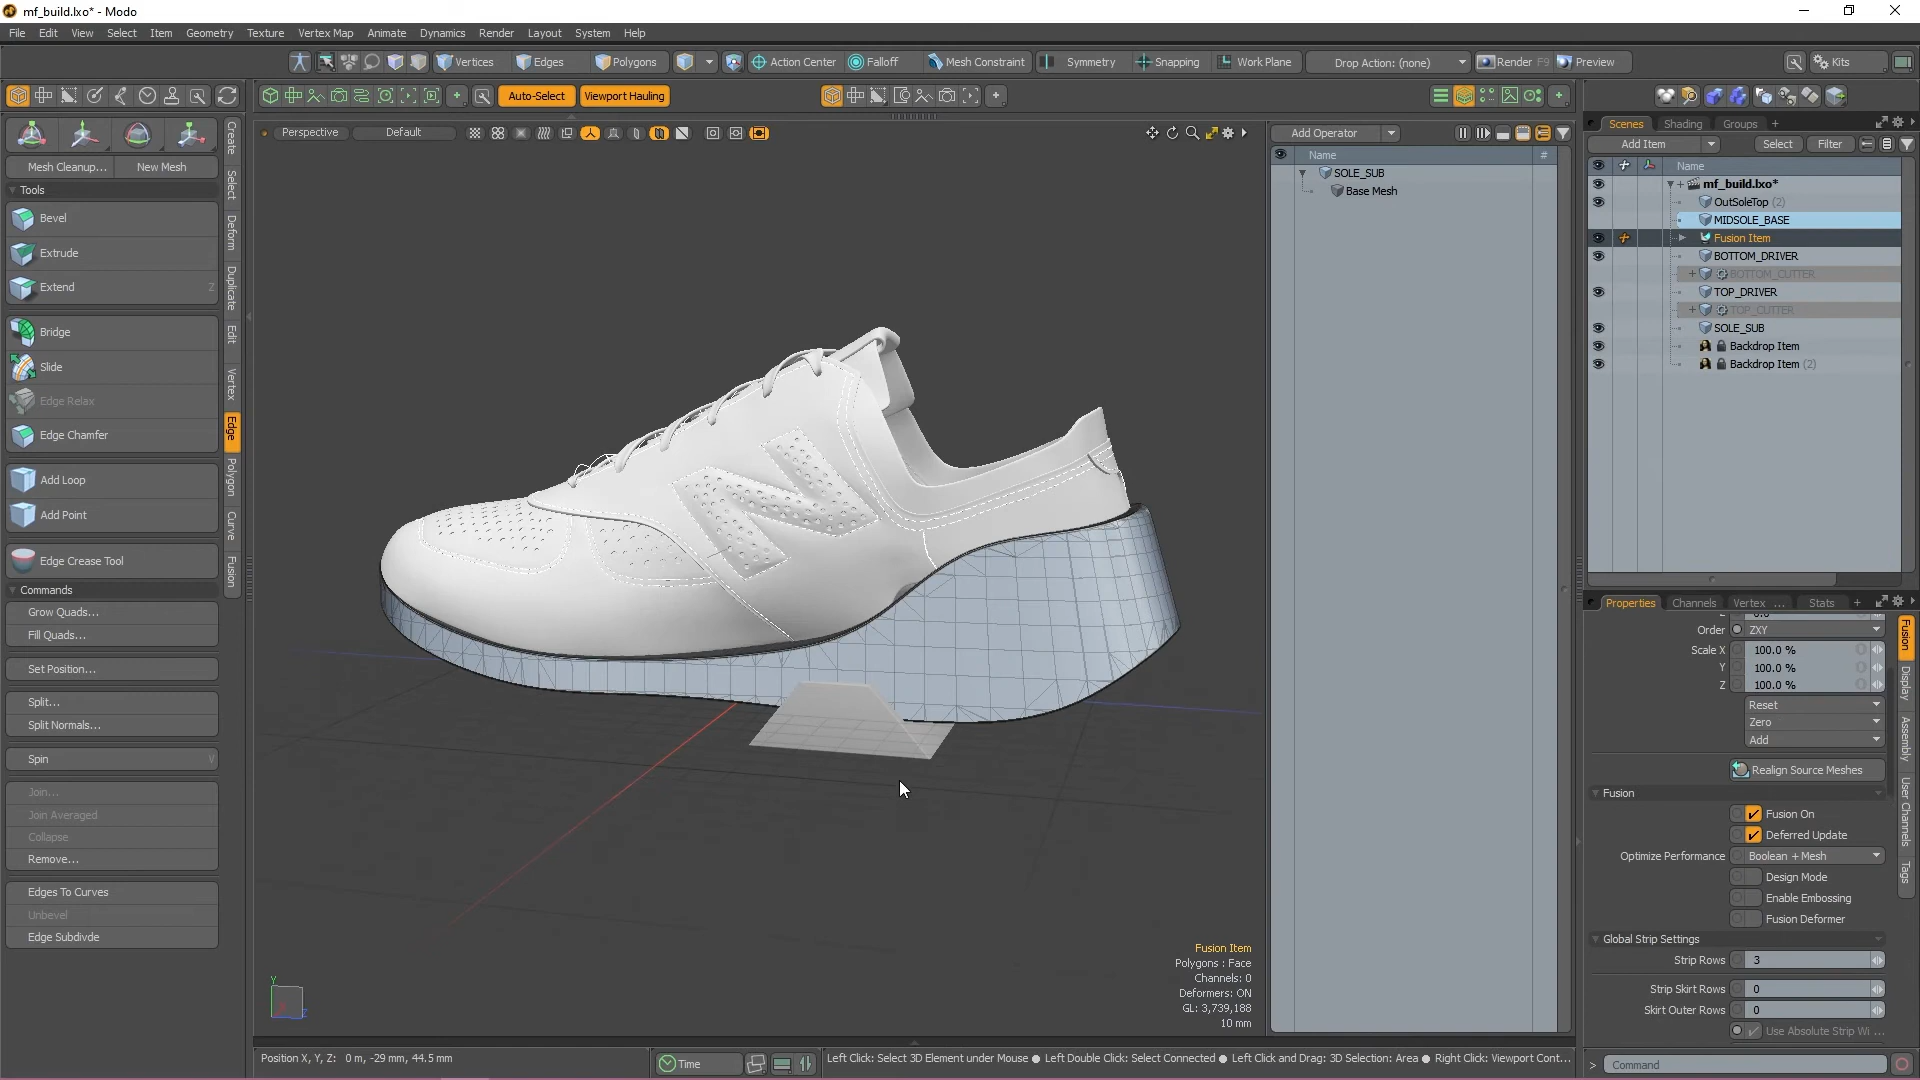 mf_build.lxo* - Modo
File Edit View Select Item Geometry Texture Vertex Map Animate Dynamics Render Layout System Help
Vertices Edges Polygons Action Center Falloff Mesh Constraint Symmetry Snapping Work Plane Drop Action: (none) Render F9 Preview Kits
Auto-Select Viewport Hauling
Perspective Default
Mesh Cleanup... New Mesh
Tools
Bevel
Extrude
Extend Z
Bridge
Slide
Edge Relax
Edge Chamfer
Add Loop
Add Point
Edge Crease Tool
Commands
Grow Quads...
Fill Quads...
Set Position...
Split...
Split Normals...
Spin V
Join...
Join Averaged
Collapse
Remove...
Edges To Curves
Unbevel
Edge Subdivde
Create
Select
Deform
Duplicate
Edit
Vertex
Edge
Polygon
Curve
Fusion
Fusion Item
Polygons : Face
Channels: 0
Deformers: ON
GL: 3,739,188
10 mm
Y
Add Operator
Name #
SOLE_SUB
Base Mesh
Scenes Shading Groups +
Add Item Select Filter
Name
mf_build.lxo*
OutSoleTop (2)
MIDSOLE_BASE
Fusion Item
BOTTOM_DRIVER
BOTTOM_CUTTER
TOP_DRIVER
TOP_CUTTER
SOLE_SUB
Backdrop Item
Backdrop Item (2)
Properties Channels Vertex ... Stats +
Order ZXY
Scale X 100.0 %
Y 100.0 %
Z 100.0 %
Reset
Zero
Add
Realign Source Meshes
Fusion
Fusion On
Deferred Update
Optimize Performance Boolean + Mesh
Design Mode
Enable Embossing
Fusion Deformer
Global Strip Settings
Strip Rows 3
Strip Skirt Rows 0
Skirt Outer Rows 0
Use Absolute Strip Wi ...
Fusion
Display
Assembly
User Channels
Tags
Position X, Y, Z: 0 m, -29 mm, 44.5 mm
Time
Left Click: Select 3D Element under Mouse ● Left Double Click: Select Connected ● Left Click and Drag: 3D Selection: Area ● Right Click: Viewport Cont...
> Command